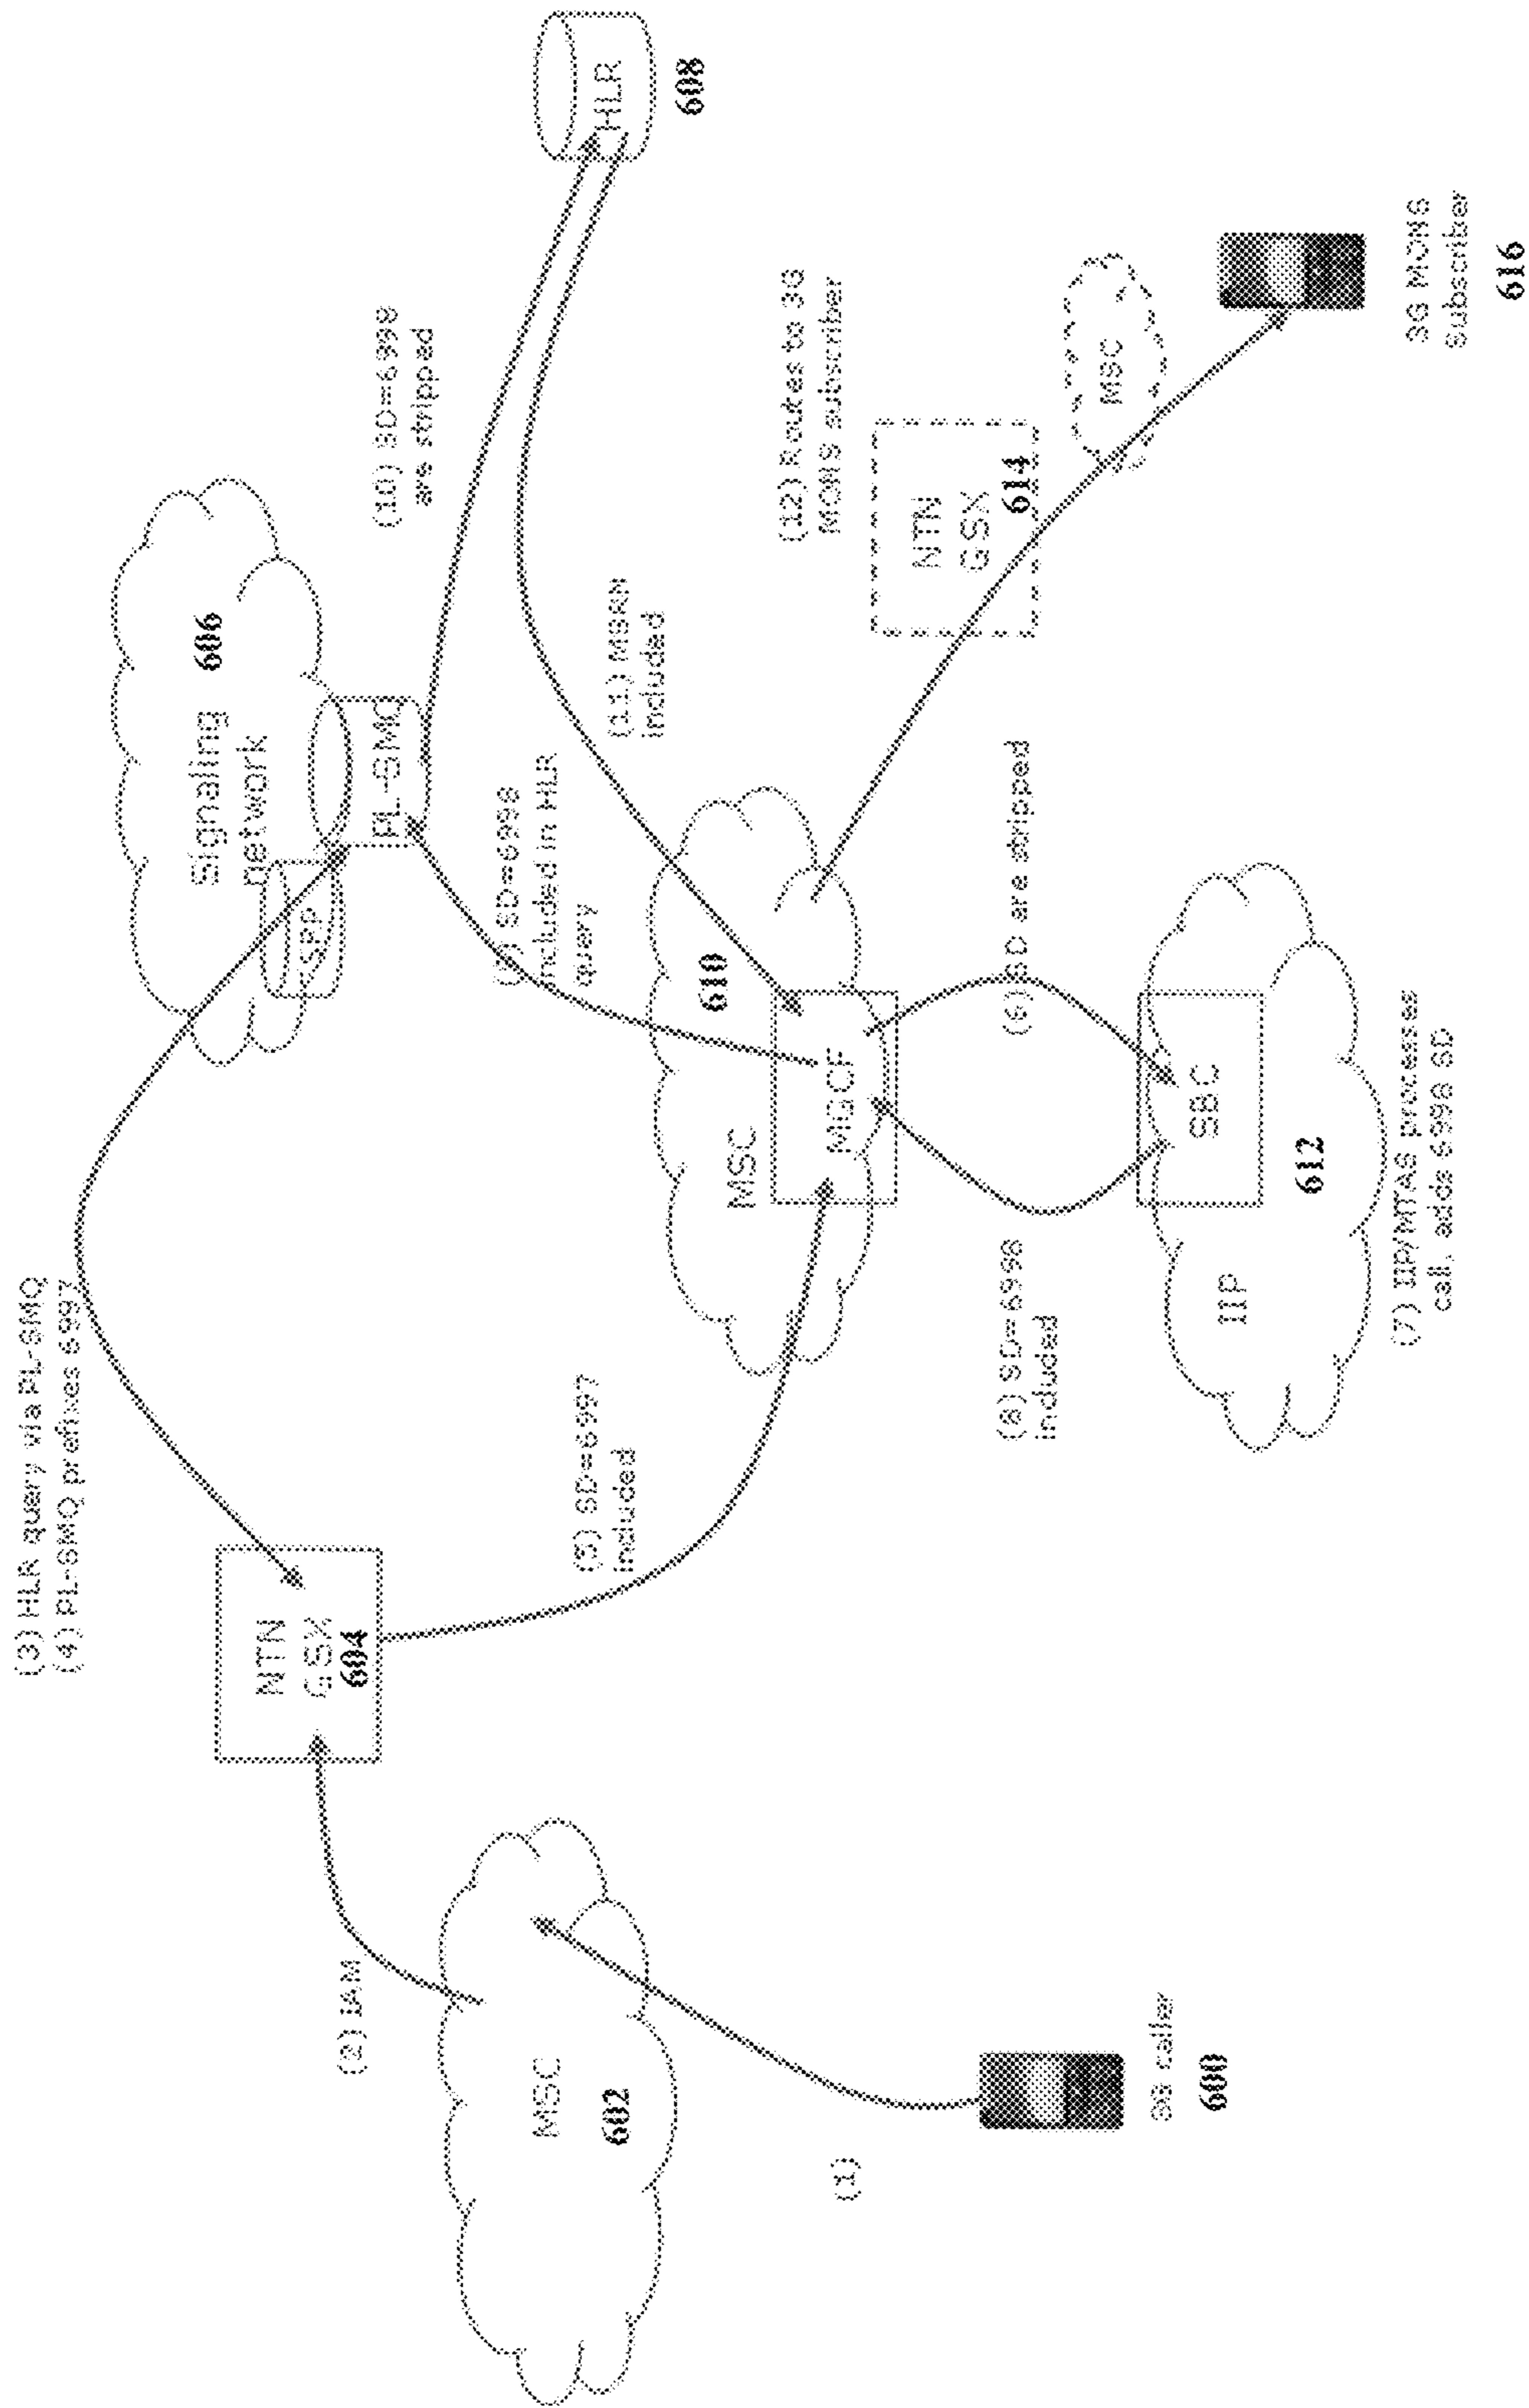 (3) HLR query via PL-SMQ
(4) PL-SMQ prefixes 6997
Signaling
network
606
SRP
PL-SMQ
(10) SD=6998
are stripped
HLR
608
(2) IAM
NTN
GSX
604
(5) SD=6997
included
(9) SD=6998
included in HLR
query
(11) MSRN
included
MSC
602
MSC
610
MGCF
(12) Routes to 3G
MONS subscriber
NTN
GSX
614
MSC
(1)
3G caller
600
(8) SD=6998
included
(6) SD are stripped
IIP
SBC
612
(7) IIP/MTAS processes
call, adds 6998 SD
3G MONS
Subscriber
616